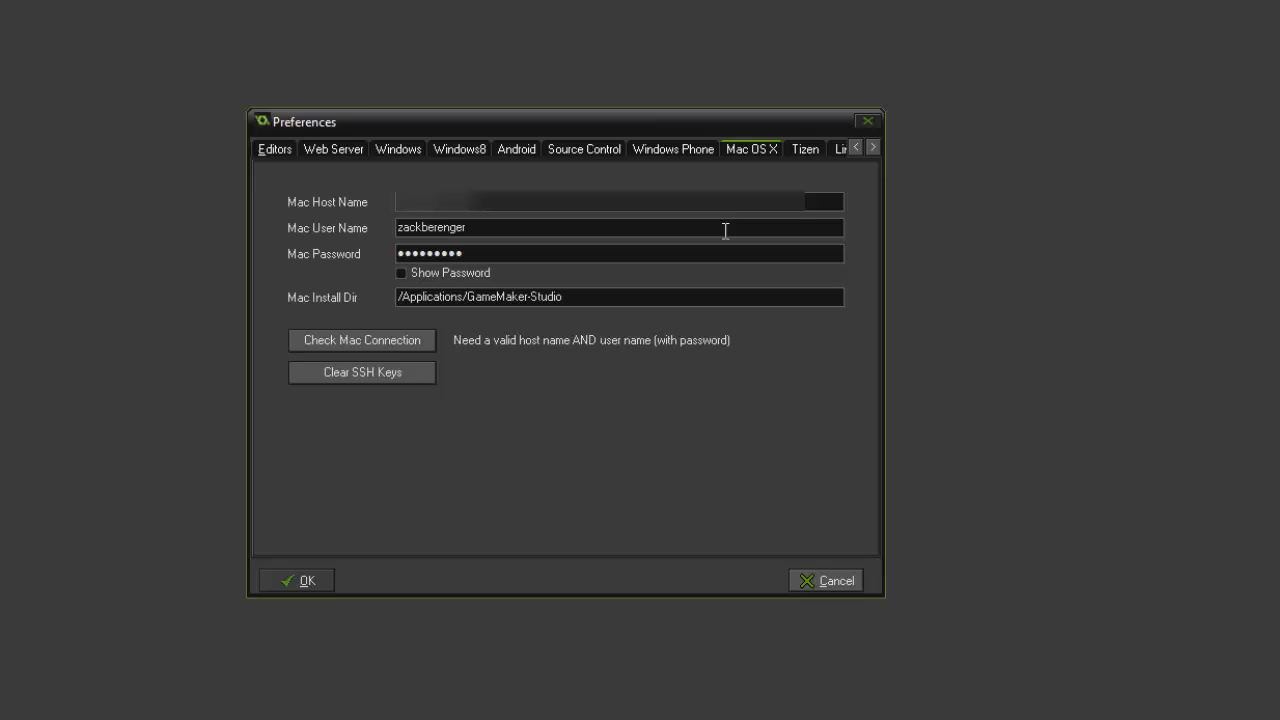 Preferences
Editors Web Server Windows Windows8 Android Source Control Windows Phone Mac OS X Tizen
Mac Host Name
Mac User Name zackberenger
Mac Password •••••••••
Show Password
Mac Install Dir /Applications/GameMaker-Studio
Check Mac Connection Need a valid host name AND user name (with password)
Clear SSH Keys
OK Cancel